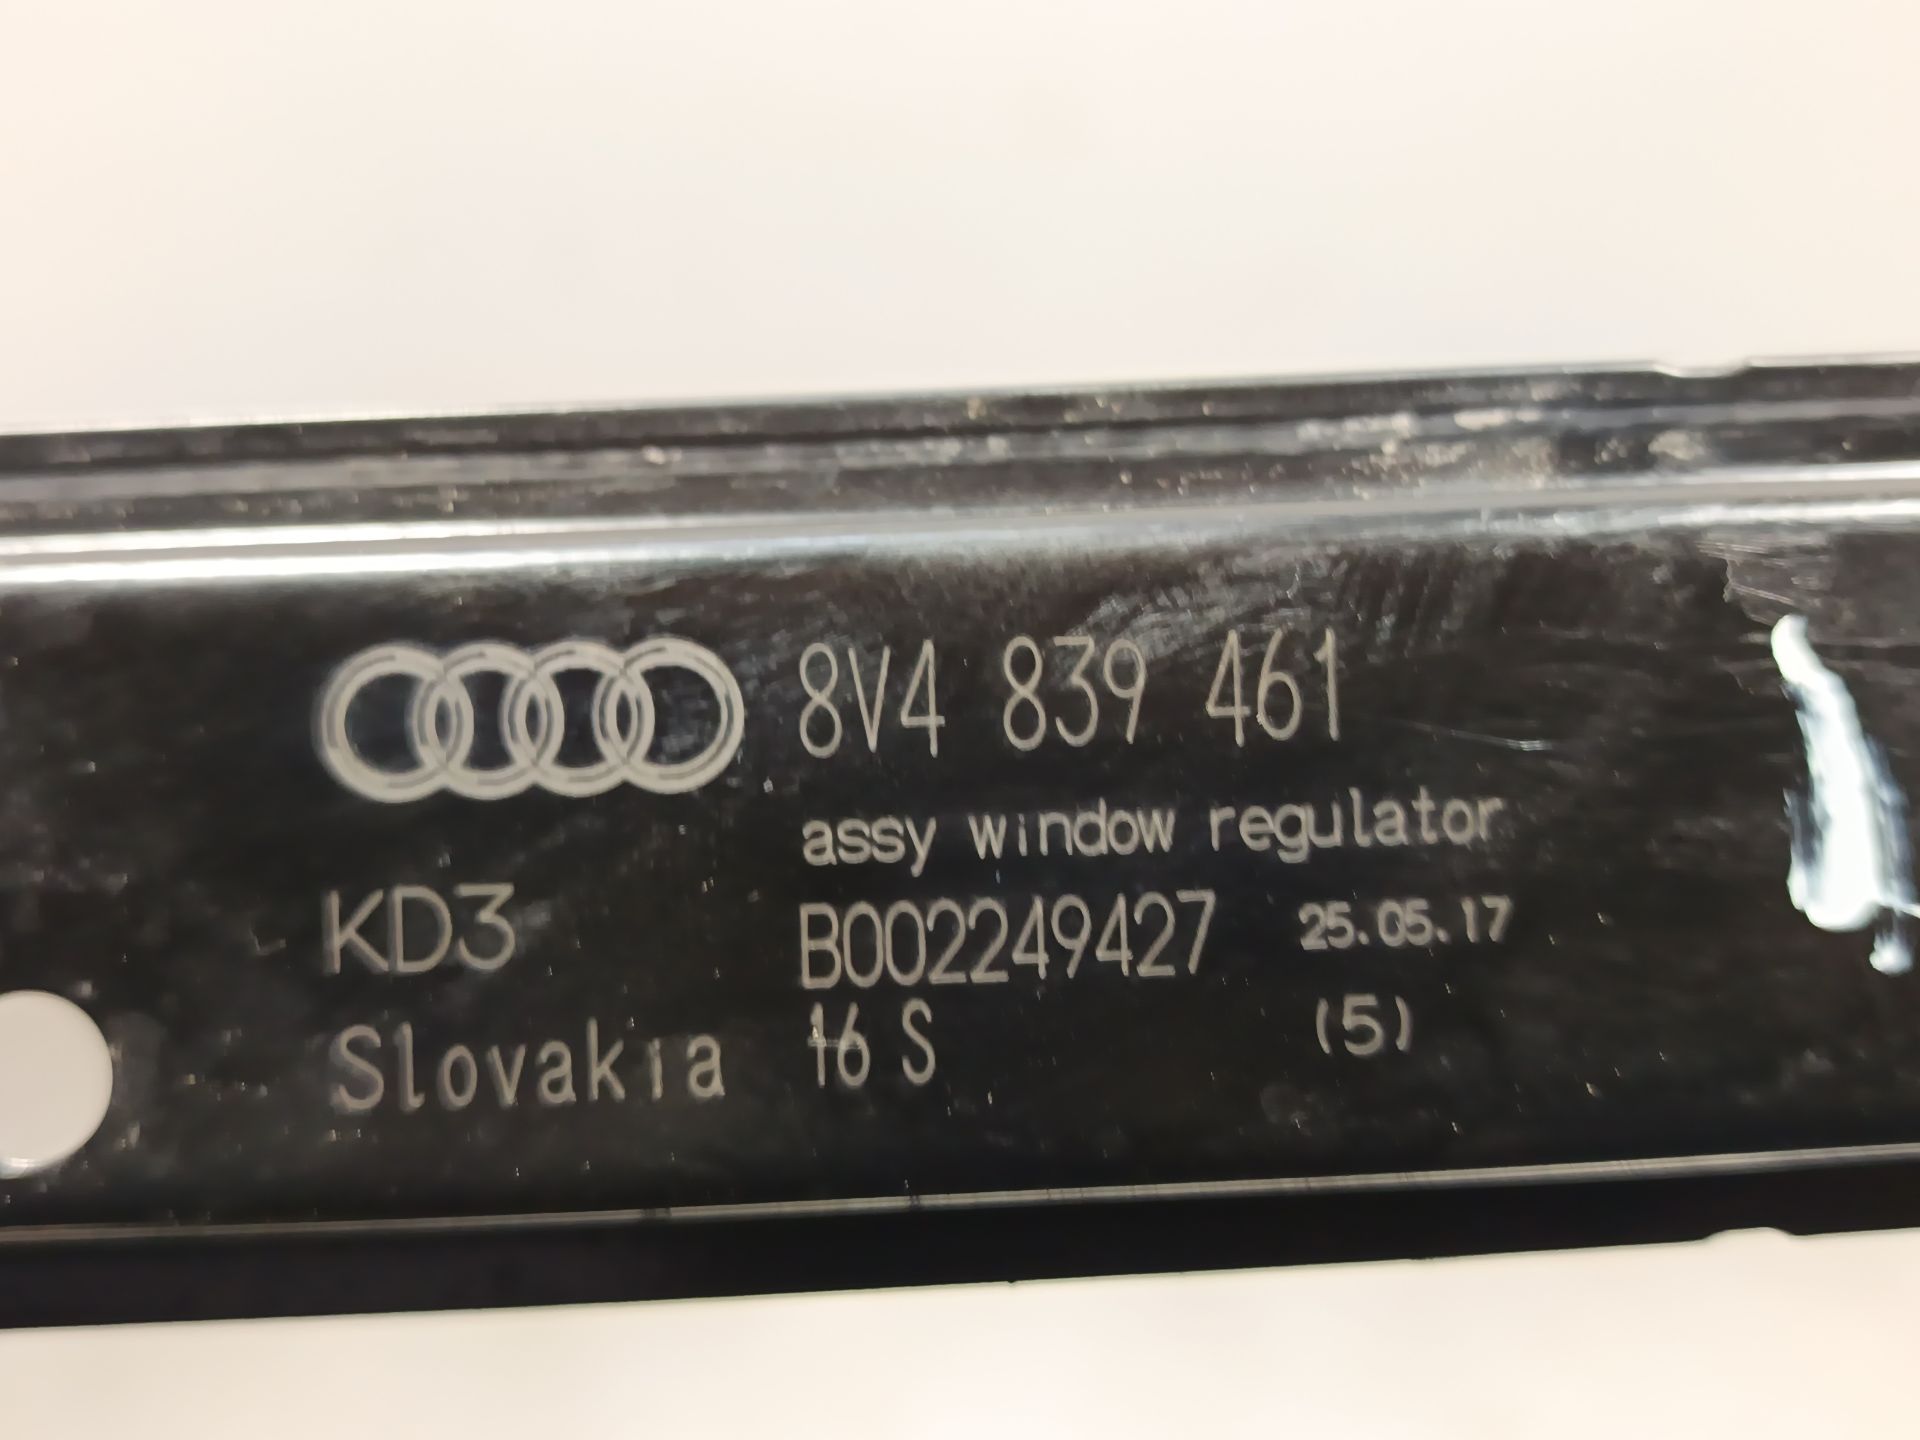 8V4 839 461
assy window regulator
KD3 B002249427 25.05.17
Slovakia 16 S (5)